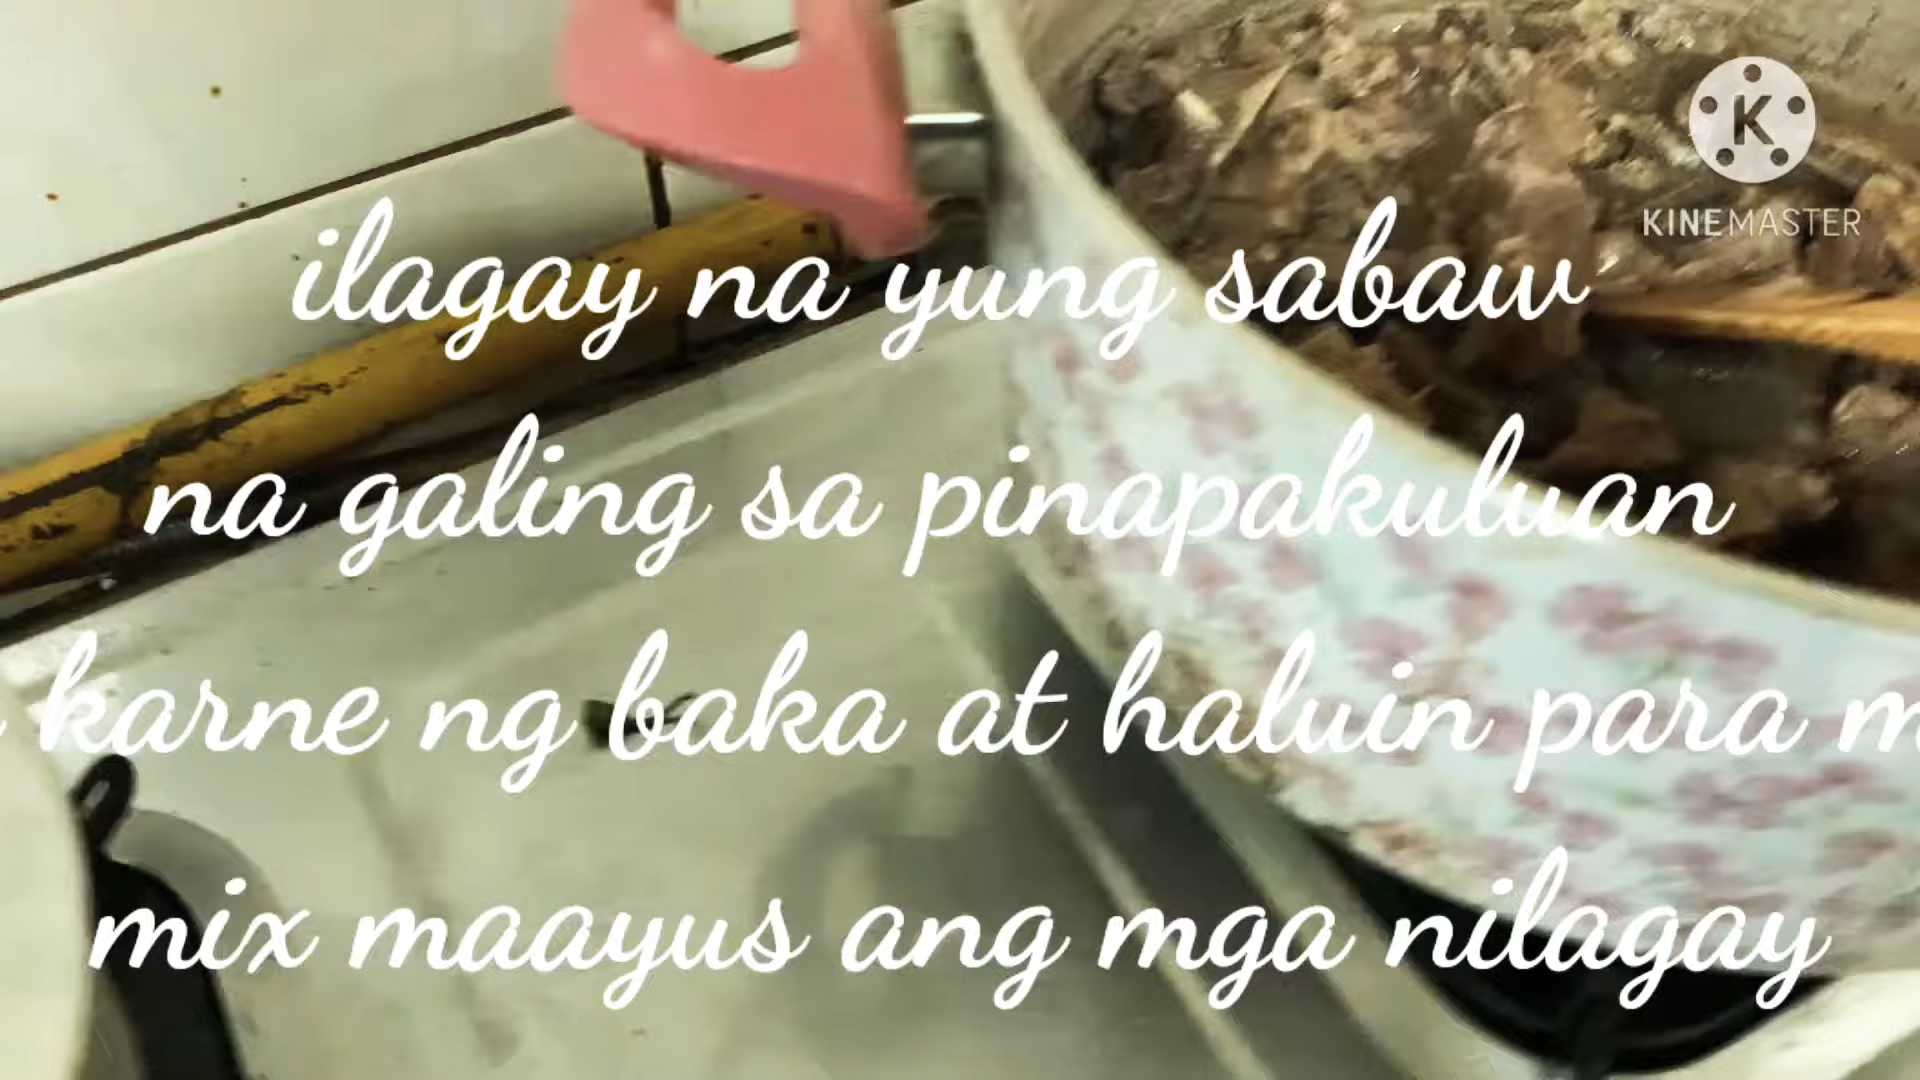 KINEMASTER
ilagay na yung sabaw
na galing sa pinapakuluan
karne ng baka at haluin para
mix maayus ang mga nilagay